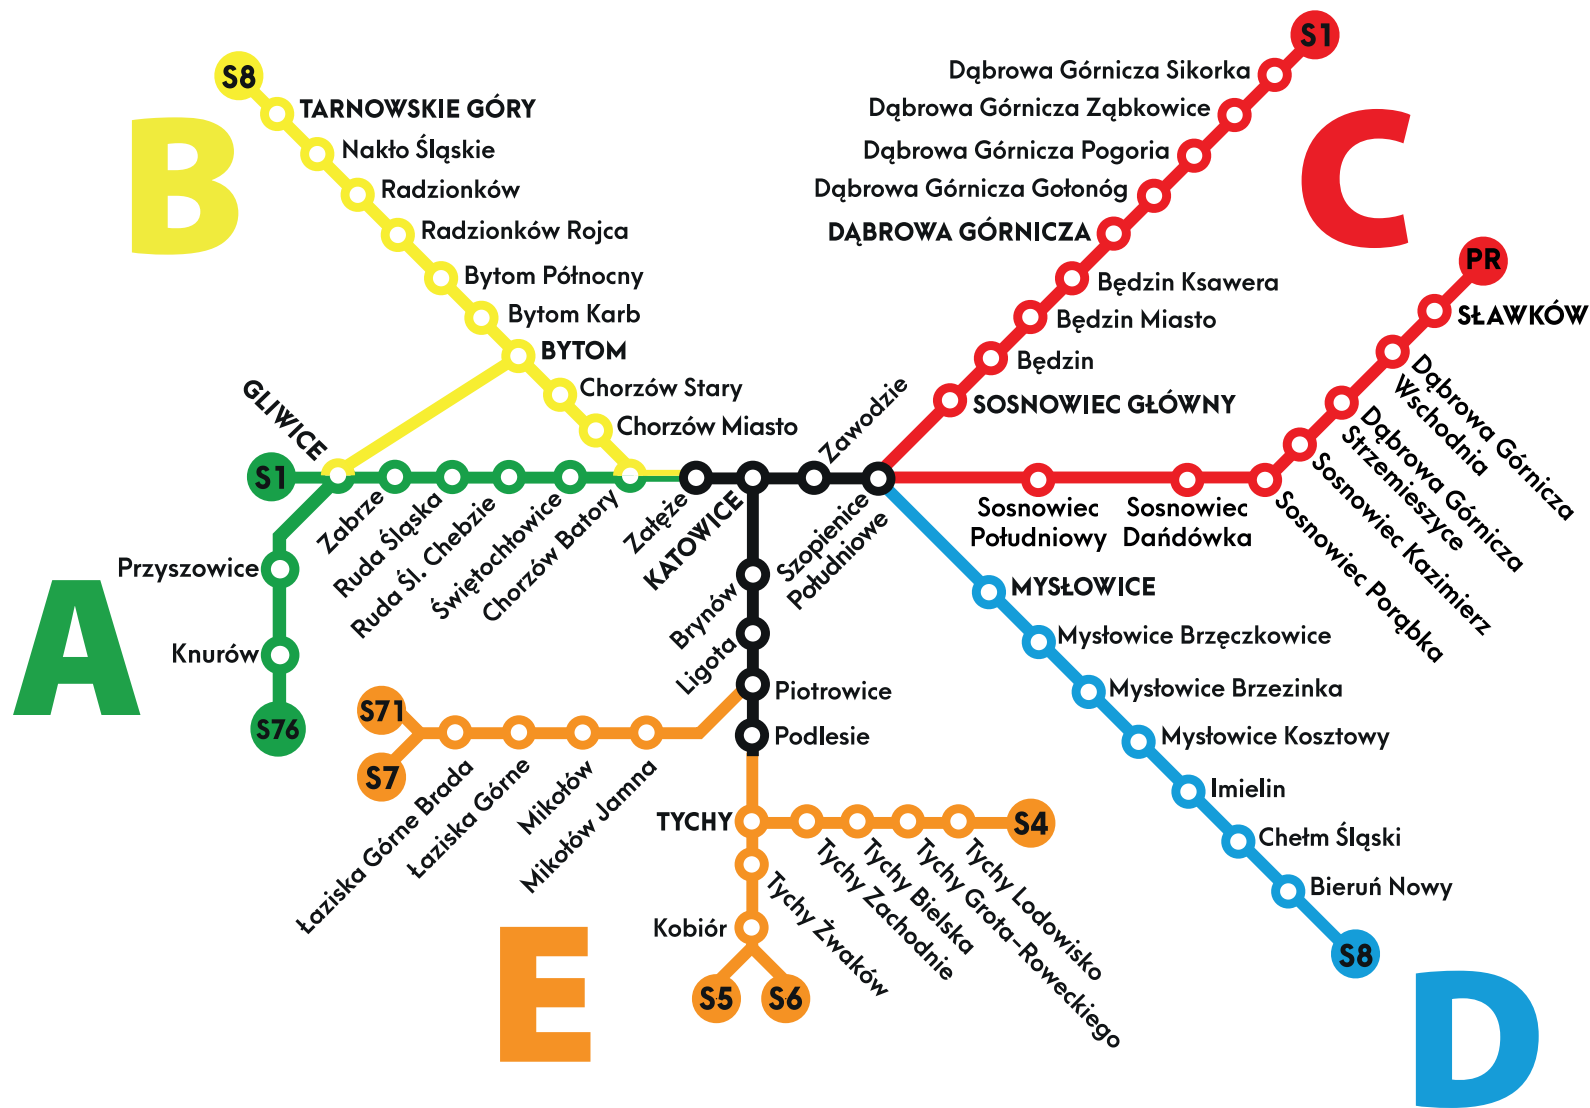 S1
S8
Dąbrowa Górnicza Sikorka
TARNOWSKIE GÓRY
Dąbrowa Górnicza Ząbkowice
B
C
Nakło Śląskie
Dąbrowa Górnicza Pogoria
Radzionków
Dąbrowa Górnicza Gołonóg
Radzionków Rojca
DĄBROWA GÓRNICZA
PR
Bytom Północny
Będzin Ksawera
Bytom Karb
Będzin Miasto
SŁAWKÓW
BYTOM
Będzin
Dąbrowa Górnicza
Wschodnia
Chorzów Stary
GLIWICE
Zawodzie
SOSNOWIEC GŁÓWNY
Chorzów Miasto
Dąbrowa Górnicza
Strzemieszyce
Sosnowiec Kazimierz
S1
Zabrze
Ruda Śląska
Ruda Śl. Chebzie
Świętochłowice
Chorzów Batory
Załęże
KATOWICE
Szopienice
Południowe
Sosnowiec
Południowy
Sosnowiec
Dańdówka
Sosnowiec Porąbka
Przyszowice
A
Brynów
MYSŁOWICE
Knurów
Ligota
Mysłowice Brzęczkowice
Piotrowice
Mysłowice Brzezinka
S71
S76
Podlesie
Mysłowice Kosztowy
S7
Łaziska Górne Brada
Łaziska Górne
Mikołów
Mikołów Jamna
Imielin
TYCHY
S4
Chełm Śląski
Tychy Żwaków
Tychy Zachodnie
Tychy Bielska
Tychy Grota-Roweckiego
Tychy Lodowisko
Bieruń Nowy
Kobiór
E
S8
S5
S6
D